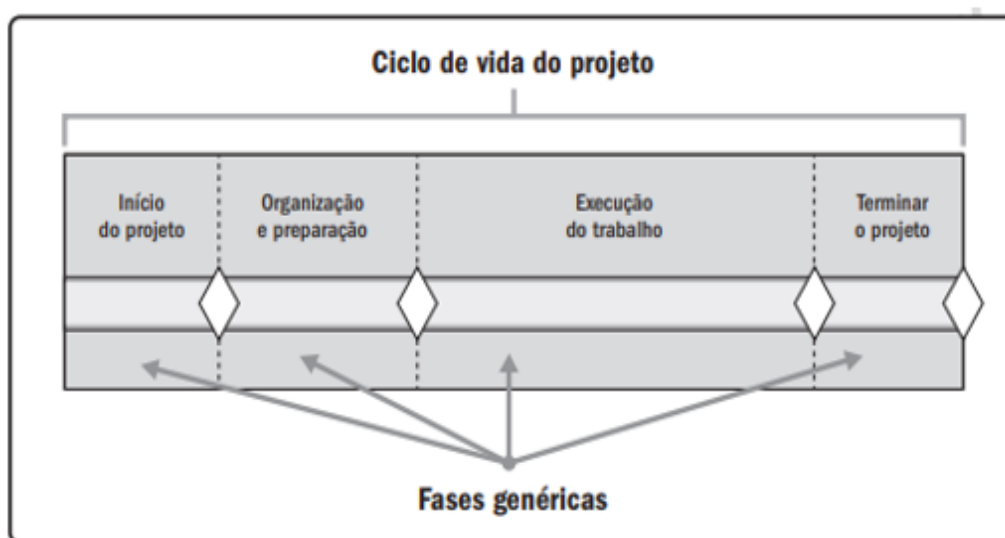 Ciclo de vida do projeto
Início
do projeto
Organização
e preparação
Execução
do trabalho
Terminar
o projeto
Fases genéricas